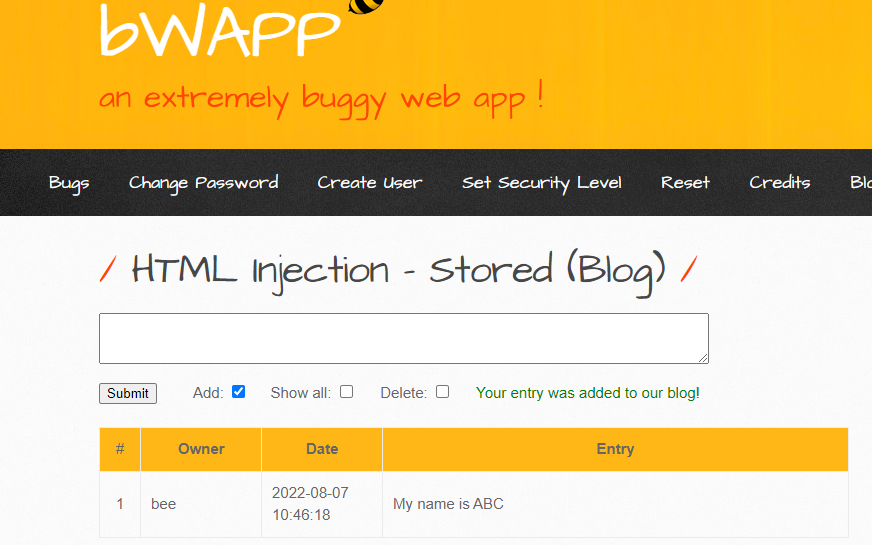 bWAPP
an extremely buggy web app !
Bugs Change Password Create User Set Security Level Reset Credits
/ HTML Injection - Stored (Blog) /
Submit Add: Show all: Delete: Your entry was added to our blog!
# Owner Date Entry
1 bee 2022-08-07 10:46:18 My name is ABC